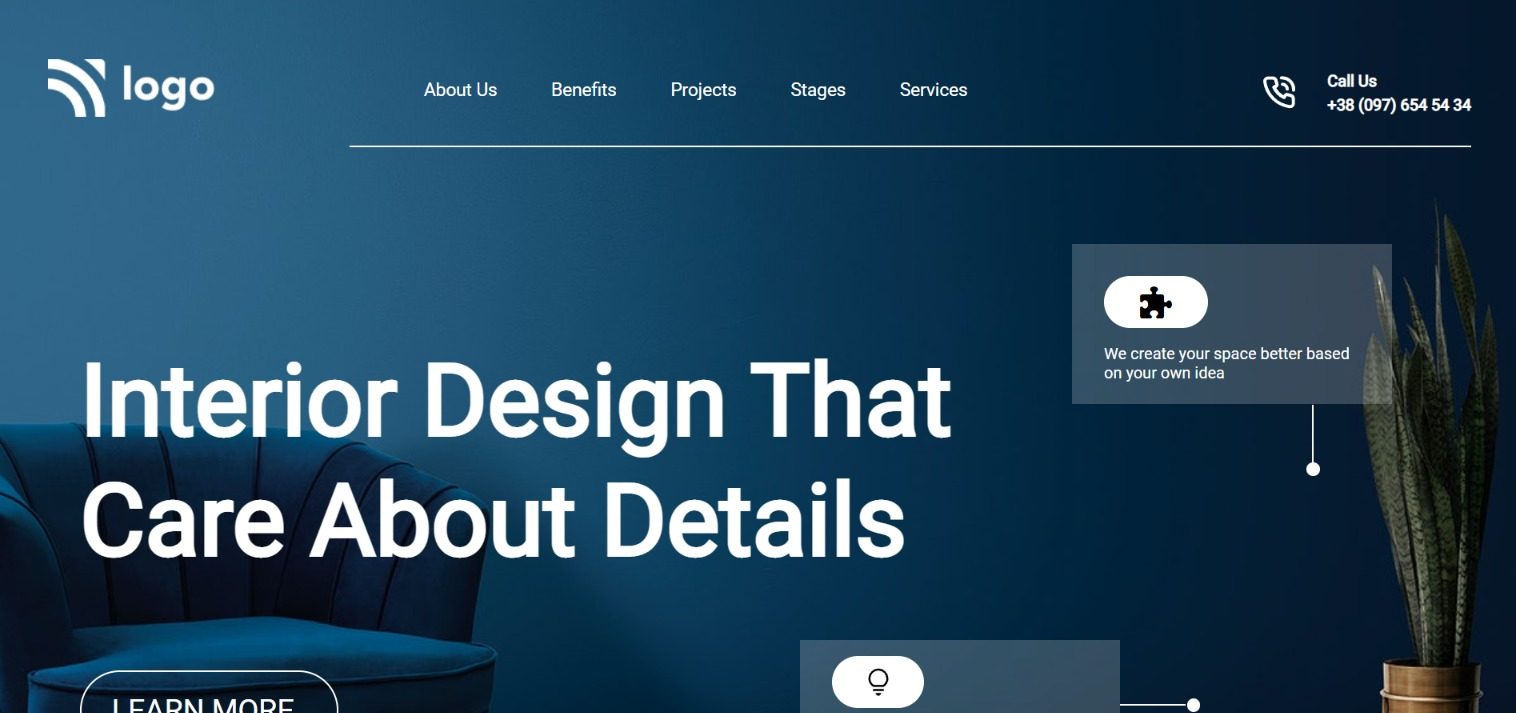 logo
About Us Benefits Projects Stages Services
Call Us
+38 (097) 654 54 34
We create your space better based
on your own idea
Interior Design That
Care About Details
LEARN MORE